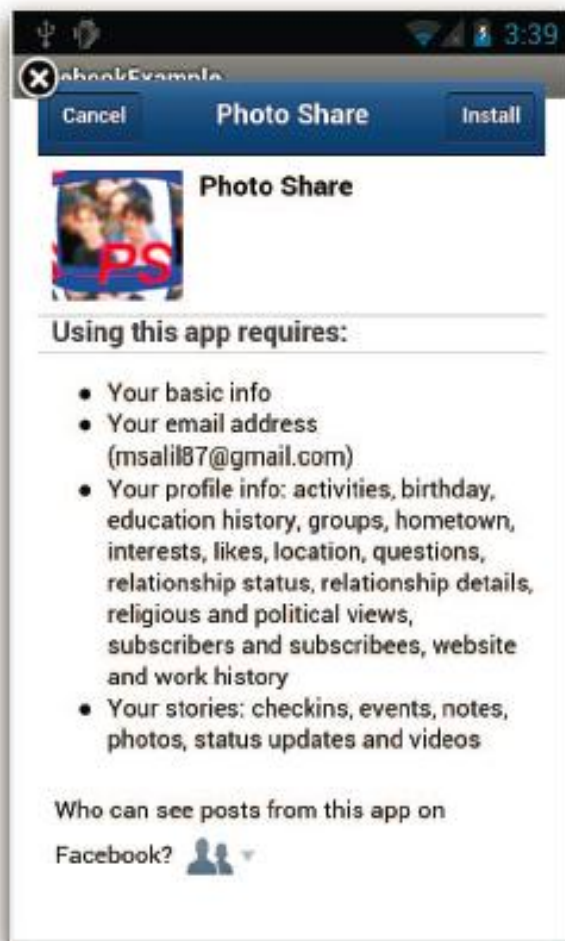 3:39
ebookExample
Cancel
Photo Share
Install
Photo Share
PS
Using this app requires:
● Your basic info
● Your email address
(msalil87@gmail.com)
● Your profile info: activities, birthday,
education history, groups, hometown,
interests, likes, location, questions,
relationship status, relationship details,
religious and political views,
subscribers and subscribees, website
and work history
● Your stories: checkins, events, notes,
photos, status updates and videos
Who can see posts from this app on
Facebook?